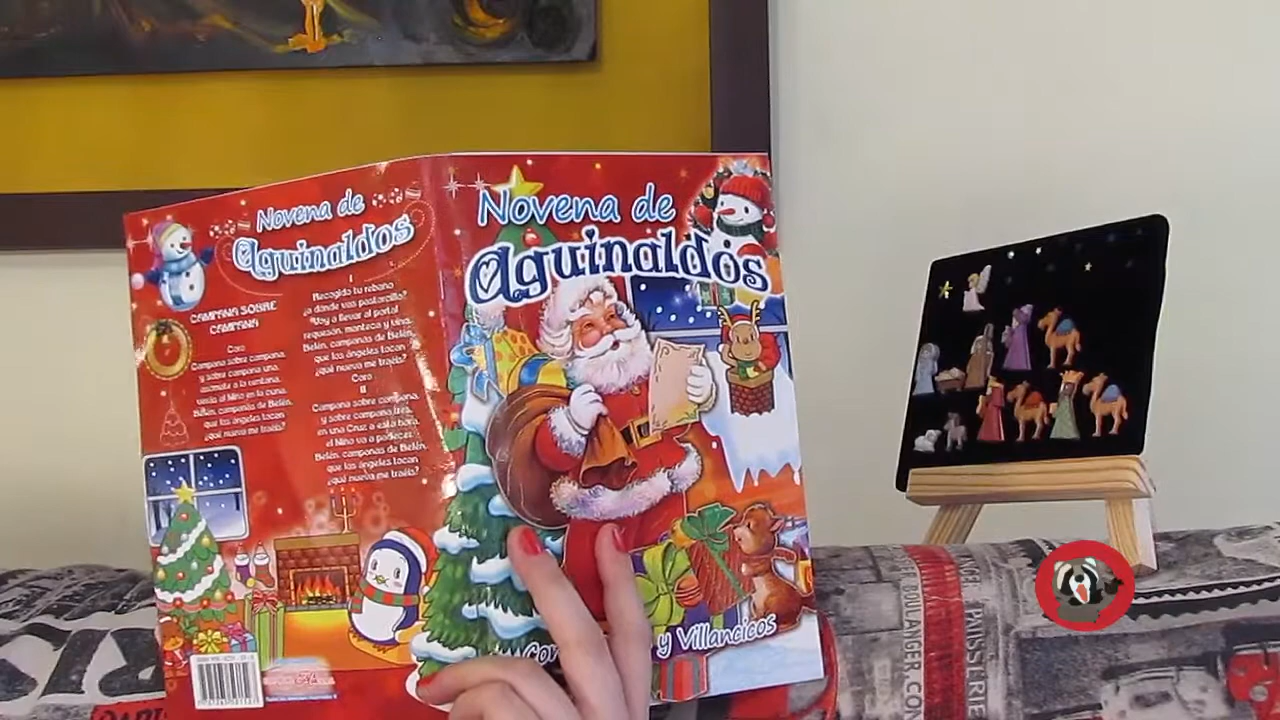 Novena de
Aguinaldos
CAMPANA SOBRE
CAMPANA
Coro
Campana sobre campana,
y sobre campana una,
asómate a la ventana,
verás al Niño en la cuna.
Belén, campanas de Belén,
que los ángeles tocan
¿qué nueva me traéis?
I
Recogido tu rebaño
¿a dónde vas pastorcillo?
Voy a llevar al portal
requesón, manteca y vino.
Belén, campanas de Belén,
que los ángeles tocan
¿qué nueva me traéis?
Coro
II
Campana sobre campana,
y sobre campana tres,
en una Cruz a esta hora,
el Niño va a padecer.
Belén, campanas de Belén,
que los ángeles tocan
¿qué nueva me traéis?
Novena de
Aguinaldos
y Villancicos
BOULANGER, CON
PARIS